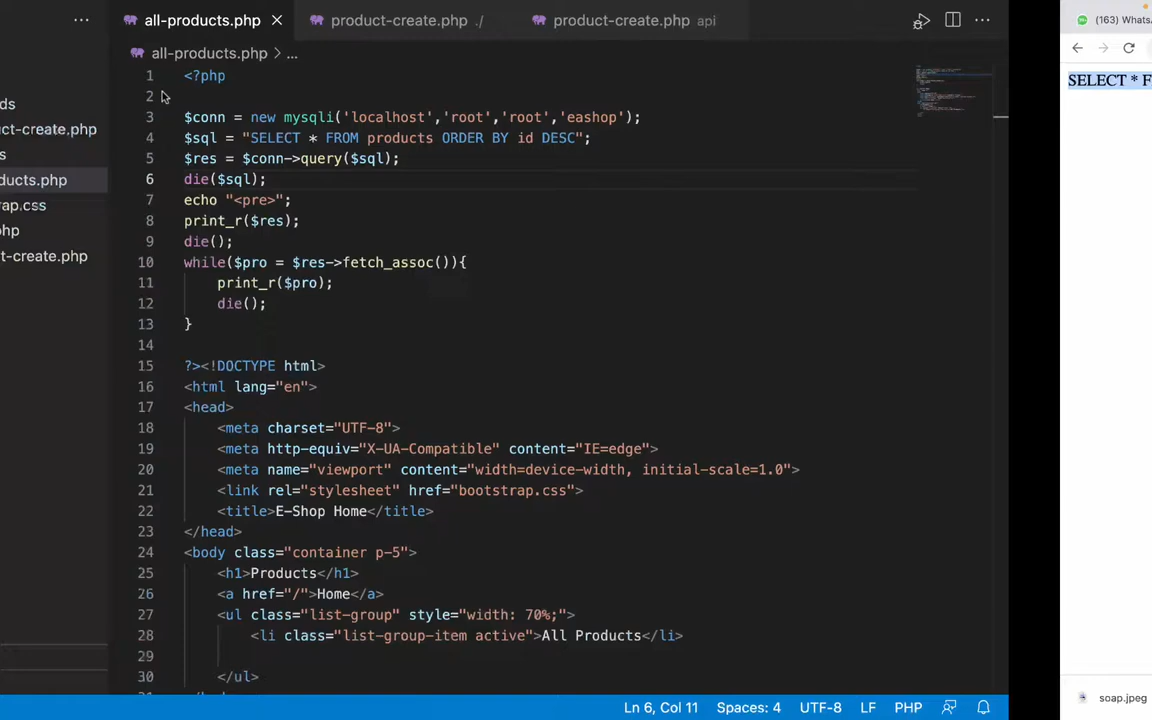 all-products.php
product-create.php ./
product-create.php api
(163) Whats
ds
ct-create.php
s
ducts.php
rap.css
php
ct-create.php
all-products.php > ...
1 <?php
2
3 $conn = new mysqli('localhost','root','root','eashop');
4 $sql = "SELECT * FROM products ORDER BY id DESC";
5 $res = $conn->query($sql);
6 die($sql);
7 echo "<pre>";
8 print_r($res);
9 die();
10 while($pro = $res->fetch_assoc()){
11 print_r($pro);
12 die();
13 }
14
15 ?><!DOCTYPE html>
16 <html lang="en">
17 <head>
18 <meta charset="UTF-8">
19 <meta http-equiv="X-UA-Compatible" content="IE=edge">
20 <meta name="viewport" content="width=device-width, initial-scale=1.0">
21 <link rel="stylesheet" href="bootstrap.css">
22 <title>E-Shop Home</title>
23 </head>
24 <body class="container p-5">
25 <h1>Products</h1>
26 <a href="/">Home</a>
27 <ul class="list-group" style="width: 70%;">
28 <li class="list-group-item active">All Products</li>
29
30 </ul>
SELECT * F
soap.jpeg
Ln 6, Col 11 Spaces: 4 UTF-8 LF PHP